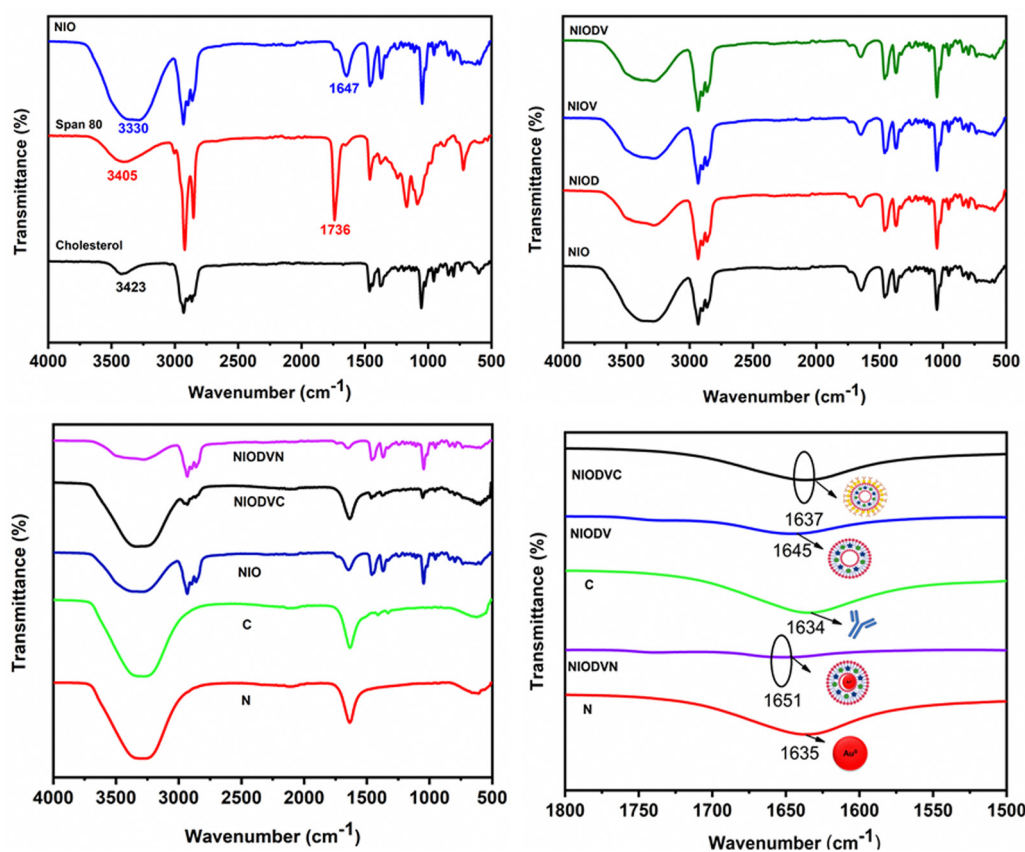 NIO
1647
3330
Span 80
3405
1736
Cholesterol
3423
4000 3500 3000 2500 2000 1500 1000 500
Wavenumber (cm-1)
Transmittance (%)
NIODV
NIOV
NIOD
NIO
4000 3500 3000 2500 2000 1500 1000 500
Wavenumber (cm-1)
Transmittance (%)
NIODVN
NIODVC
NIO
C
N
4000 3500 3000 2500 2000 1500 1000 500
Wavenumber (cm-1)
Transmittance (%)
NIODVC
1637
NIODV
1645
C
1634
NIODVN
1651
N
1635
Au0
1800 1750 1700 1650 1600 1550 1500
Wavenumber (cm-1)
Transmittance (%)